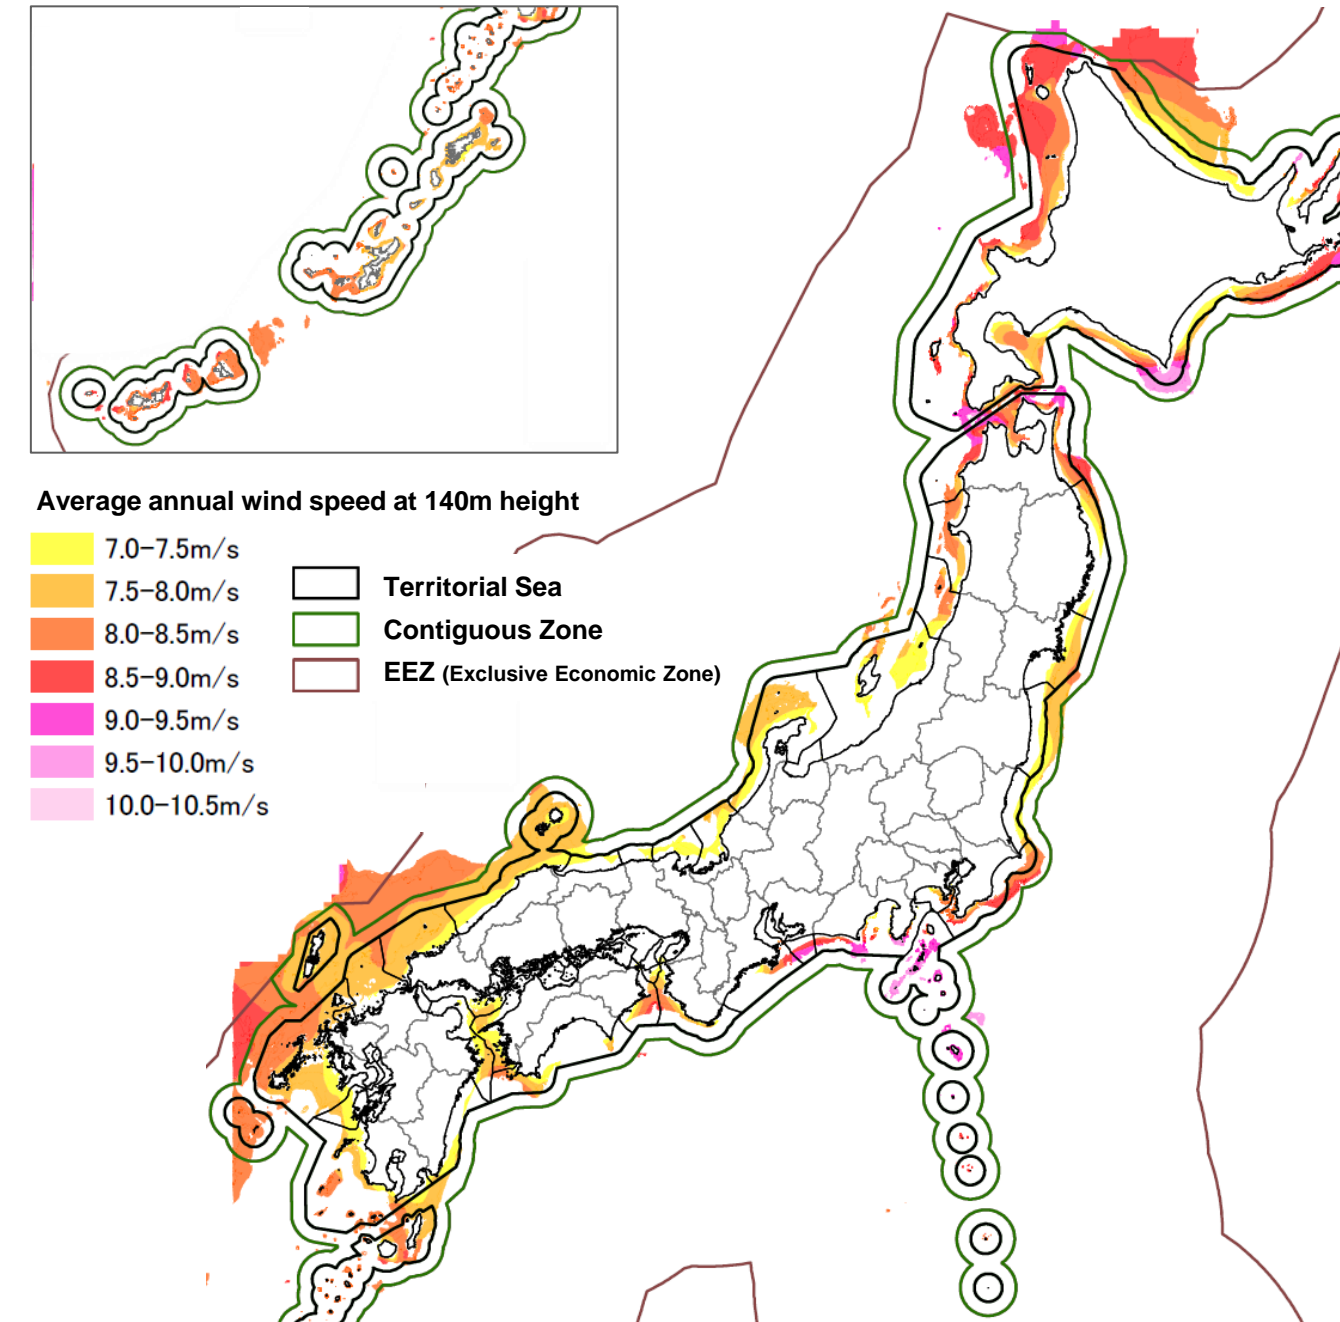 Average annual wind speed at 140m height
7.0-7.5m/s
7.5-8.0m/s
8.0-8.5m/s
8.5-9.0m/s
9.0-9.5m/s
9.5-10.0m/s
10.0-10.5m/s
Territorial Sea
Contiguous Zone
EEZ (Exclusive Economic Zone)